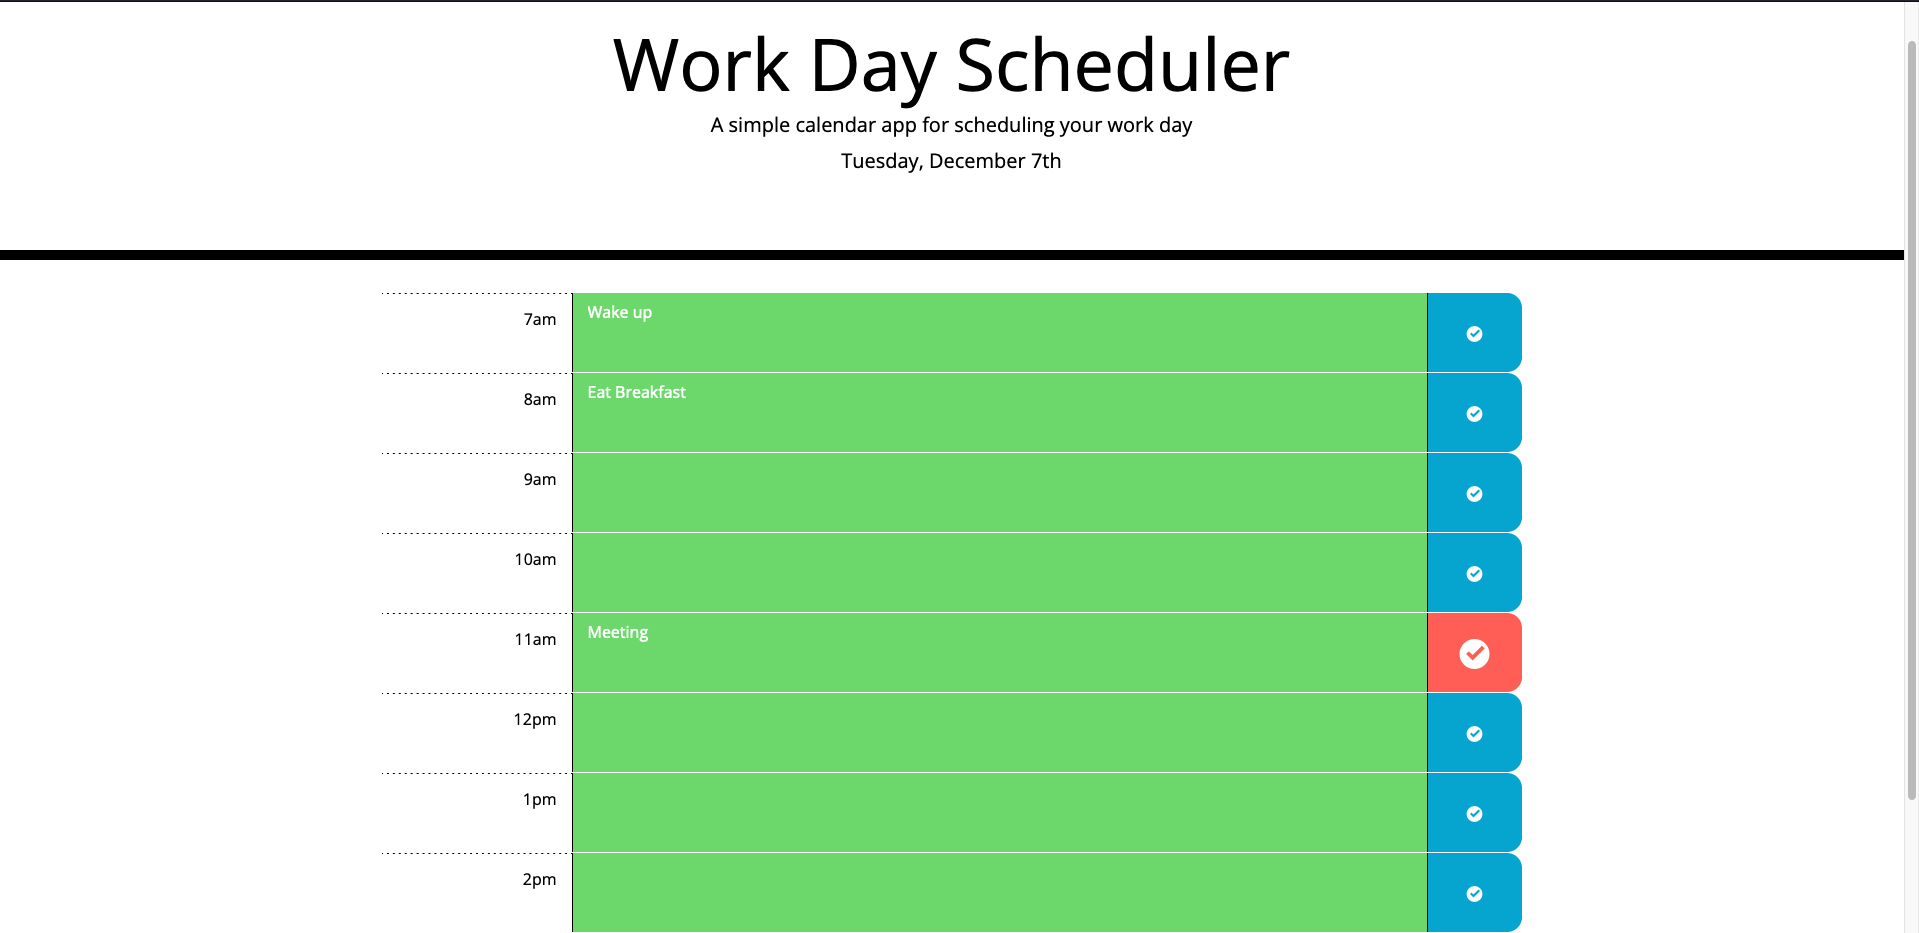 Work Day Scheduler
A simple calendar app for scheduling your work day
Tuesday, December 7th
7am Wake up
8am Eat Breakfast
9am
10am
11am Meeting
12pm
1pm
2pm